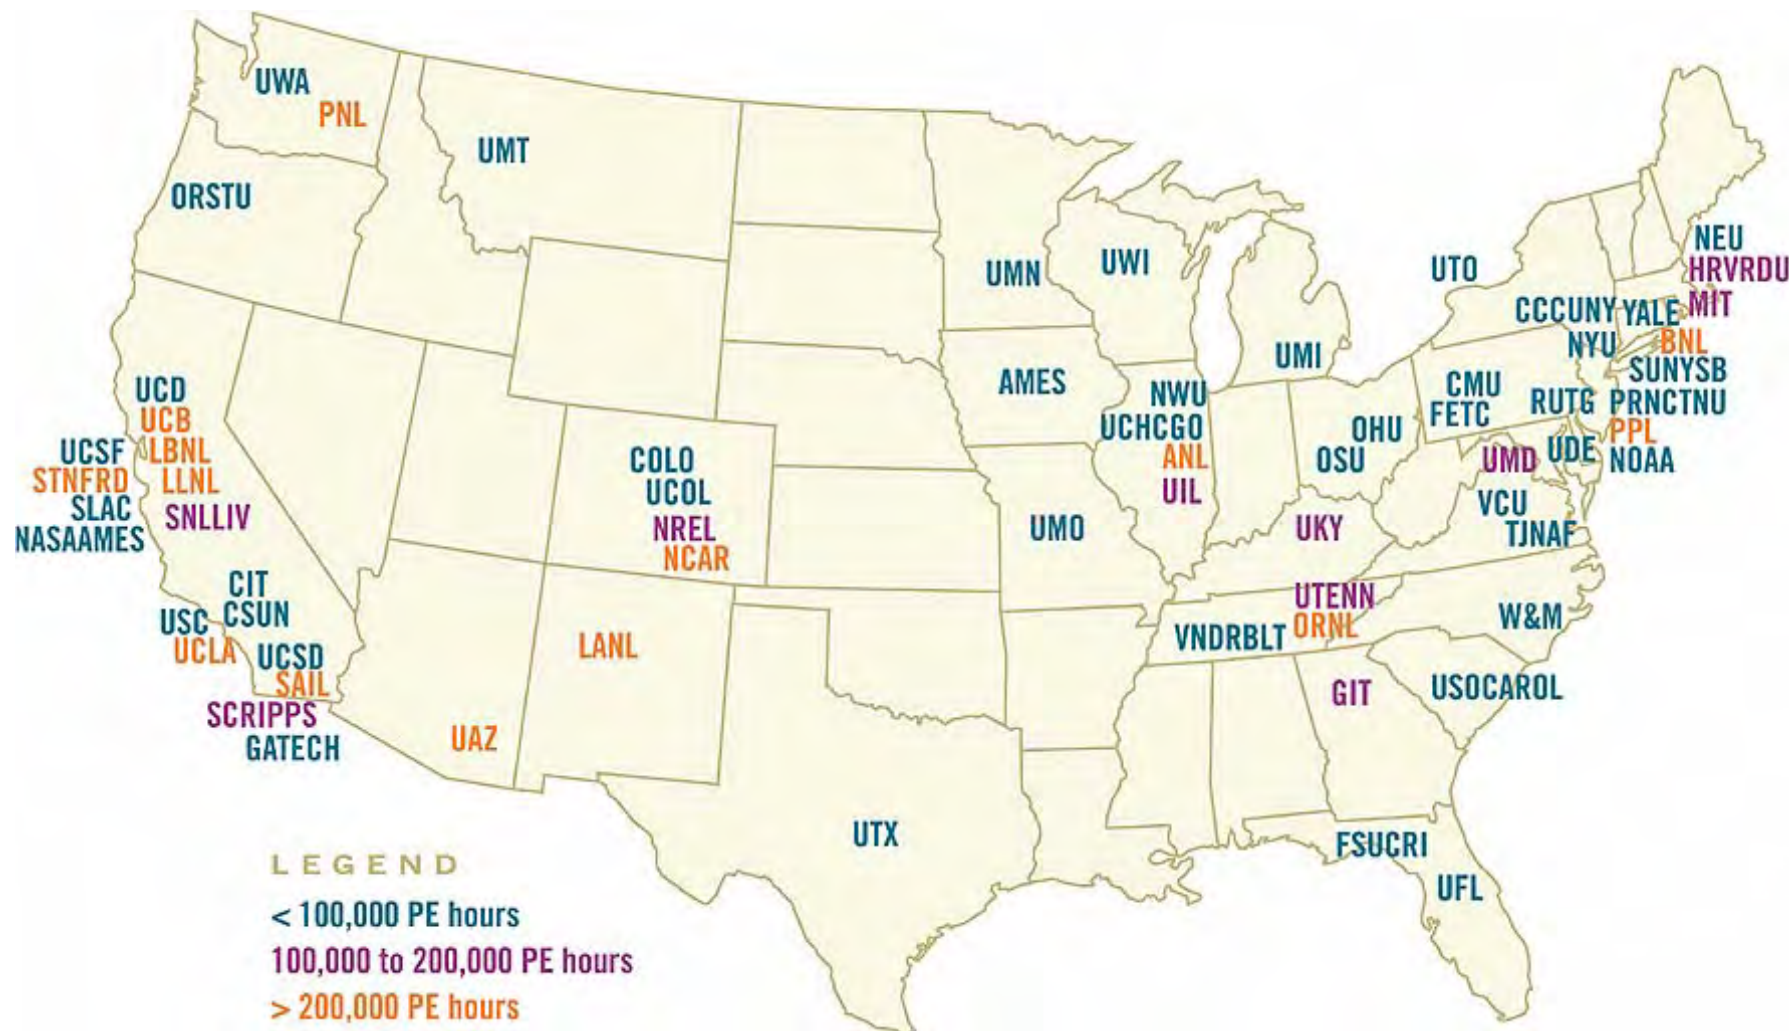 UWA
PNL
UMT
ORSTU
NEU
UTO
HRVRDU
UMN
UWI
MIT
CCCUNY YALE
NYU BNL
UMI
SUNYSB
AMES
CMU
UCD
NWU
RUTG PRNCTNU
FETC
UCB
UCHCGO
OHU
PPL
UCSF LBNL
COLO
ANL
OSU
UMD
UDE NOAA
STNFRD LLNL
UCOL
UIL
SLAC
VCU
SNLLIV
NREL
UMO
UKY
TJNAF
NASAAMES
NCAR
CIT
UTENN
CSUN
W&M
USC
ORNL
VNDRBLT
UCLA
LANL
UCSD
SAIL
GIT
USOCAROL
SCRIPPS
GATECH
UAZ
UTX
FSUCRI
UFL
LEGEND
< 100,000 PE hours
100,000 to 200,000 PE hours
> 200,000 PE hours